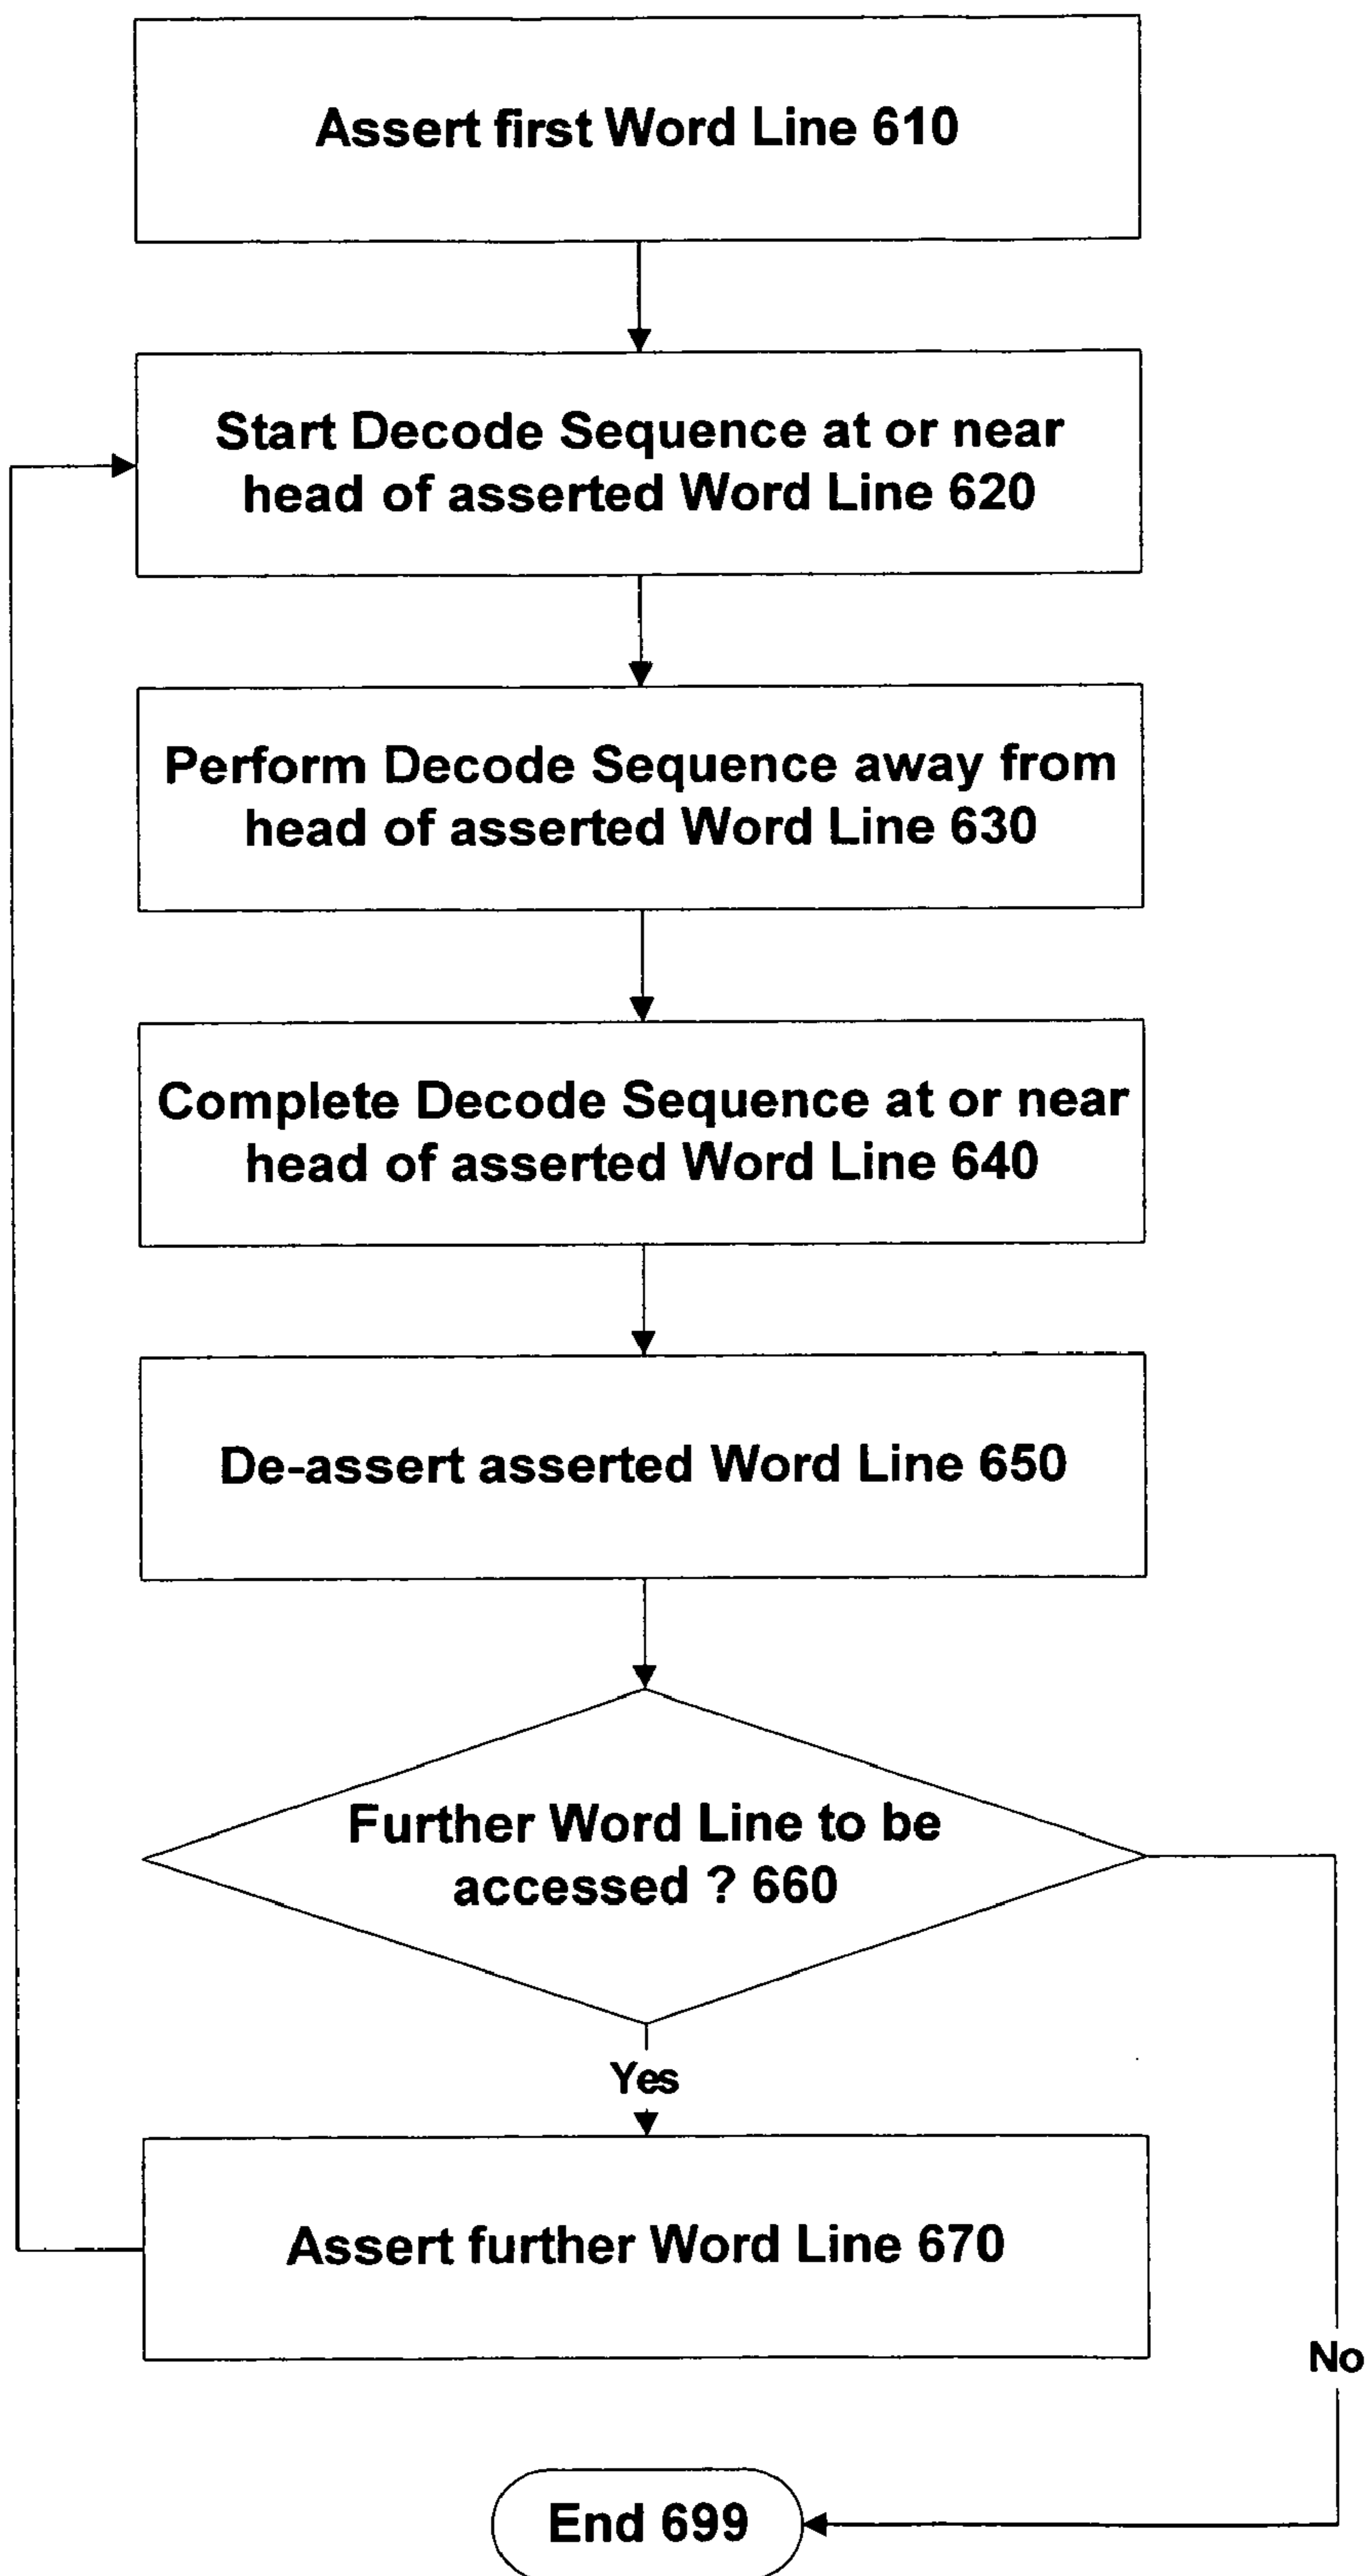 Assert first Word Line 610
Start Decode Sequence at or near
head of asserted Word Line 620
Perform Decode Sequence away from
head of asserted Word Line 630
Complete Decode Sequence at or near
head of asserted Word Line 640
De-assert asserted Word Line 650
Further Word Line to be
accessed ? 660
Yes
Assert further Word Line 670
No
End 699